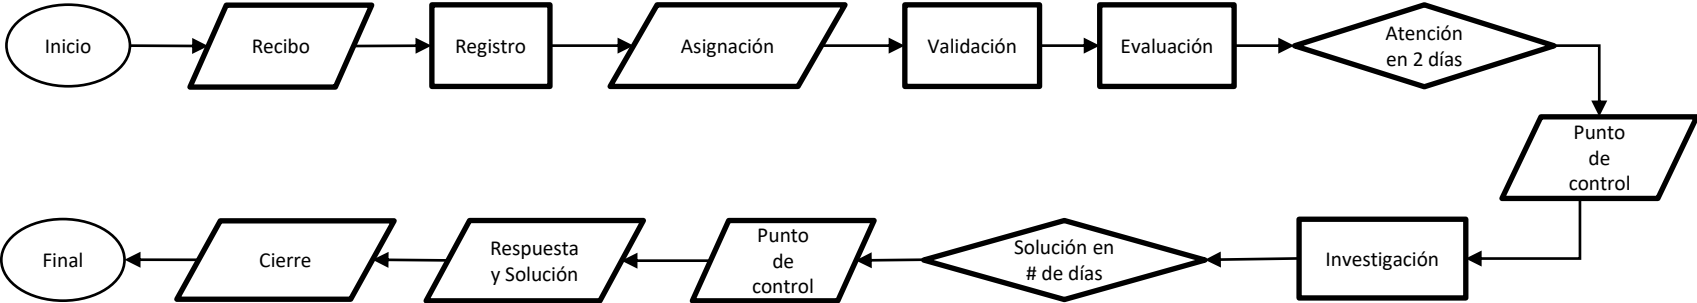 Inicio
Recibo
Registro
Asignación
Validación
Evaluación
Atención
en 2 días
Punto
de
control
Investigación
Solución en
# de días
Punto
de
control
Respuesta
y Solución
Cierre
Final